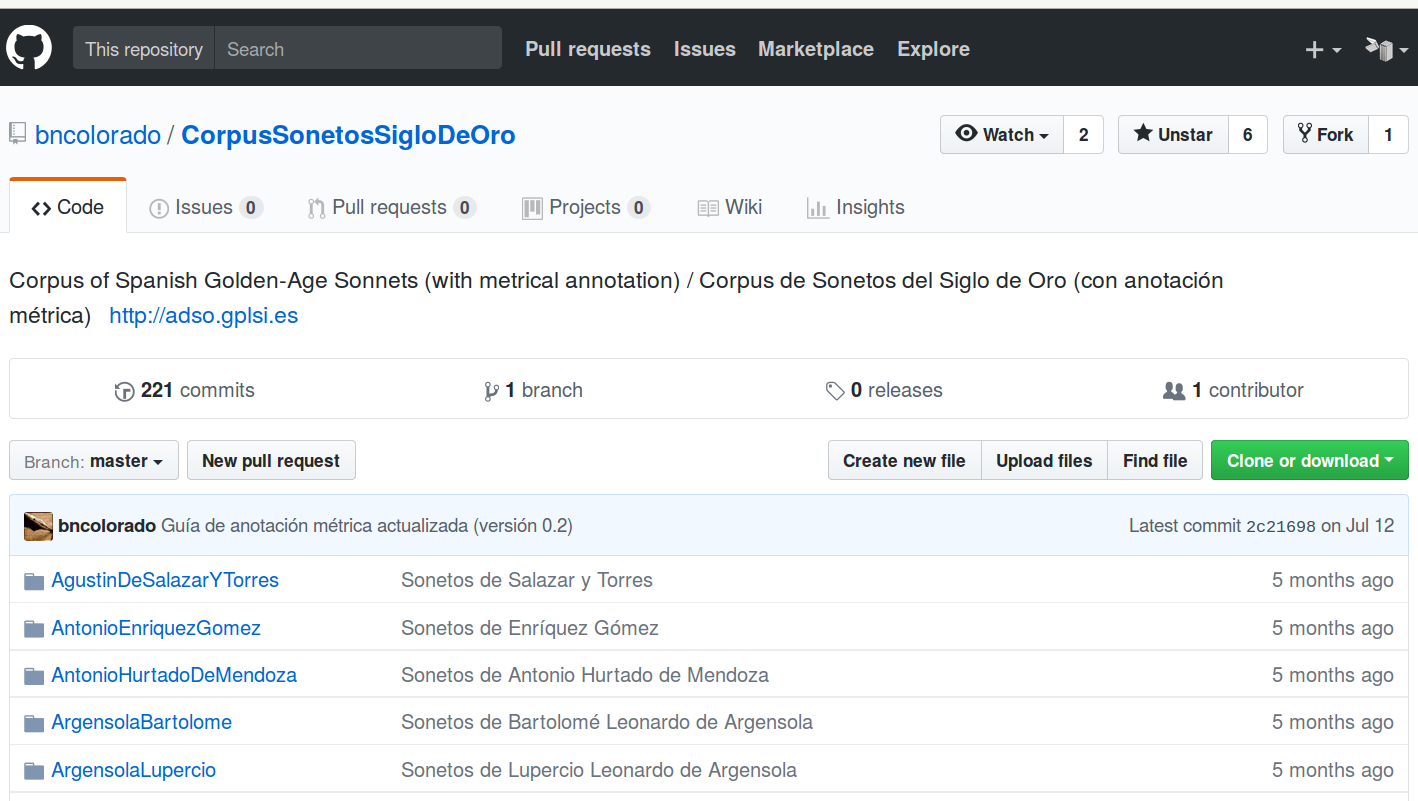 This repository Search Pull requests Issues Marketplace Explore
bncolorado / CorpusSonetosSigloDeOro Watch 2 Unstar 6 Fork 1
Code Issues 0 Pull requests 0 Projects 0 Wiki Insights
Corpus of Spanish Golden-Age Sonnets (with metrical annotation) / Corpus de Sonetos del Siglo de Oro (con anotación
métrica) http://adso.gplsi.es
221 commits 1 branch 0 releases 1 contributor
Branch: master New pull request Create new file Upload files Find file Clone or download
bncolorado Guía de anotación métrica actualizada (versión 0.2) Latest commit 2c21698 on Jul 12
AgustinDeSalazarYTorres Sonetos de Salazar y Torres 5 months ago
AntonioEnriquezGomez Sonetos de Enríquez Gómez 5 months ago
AntonioHurtadoDeMendoza Sonetos de Antonio Hurtado de Mendoza 5 months ago
ArgensolaBartolome Sonetos de Bartolomé Leonardo de Argensola 5 months ago
ArgensolaLupercio Sonetos de Lupercio Leonardo de Argensola 5 months ago